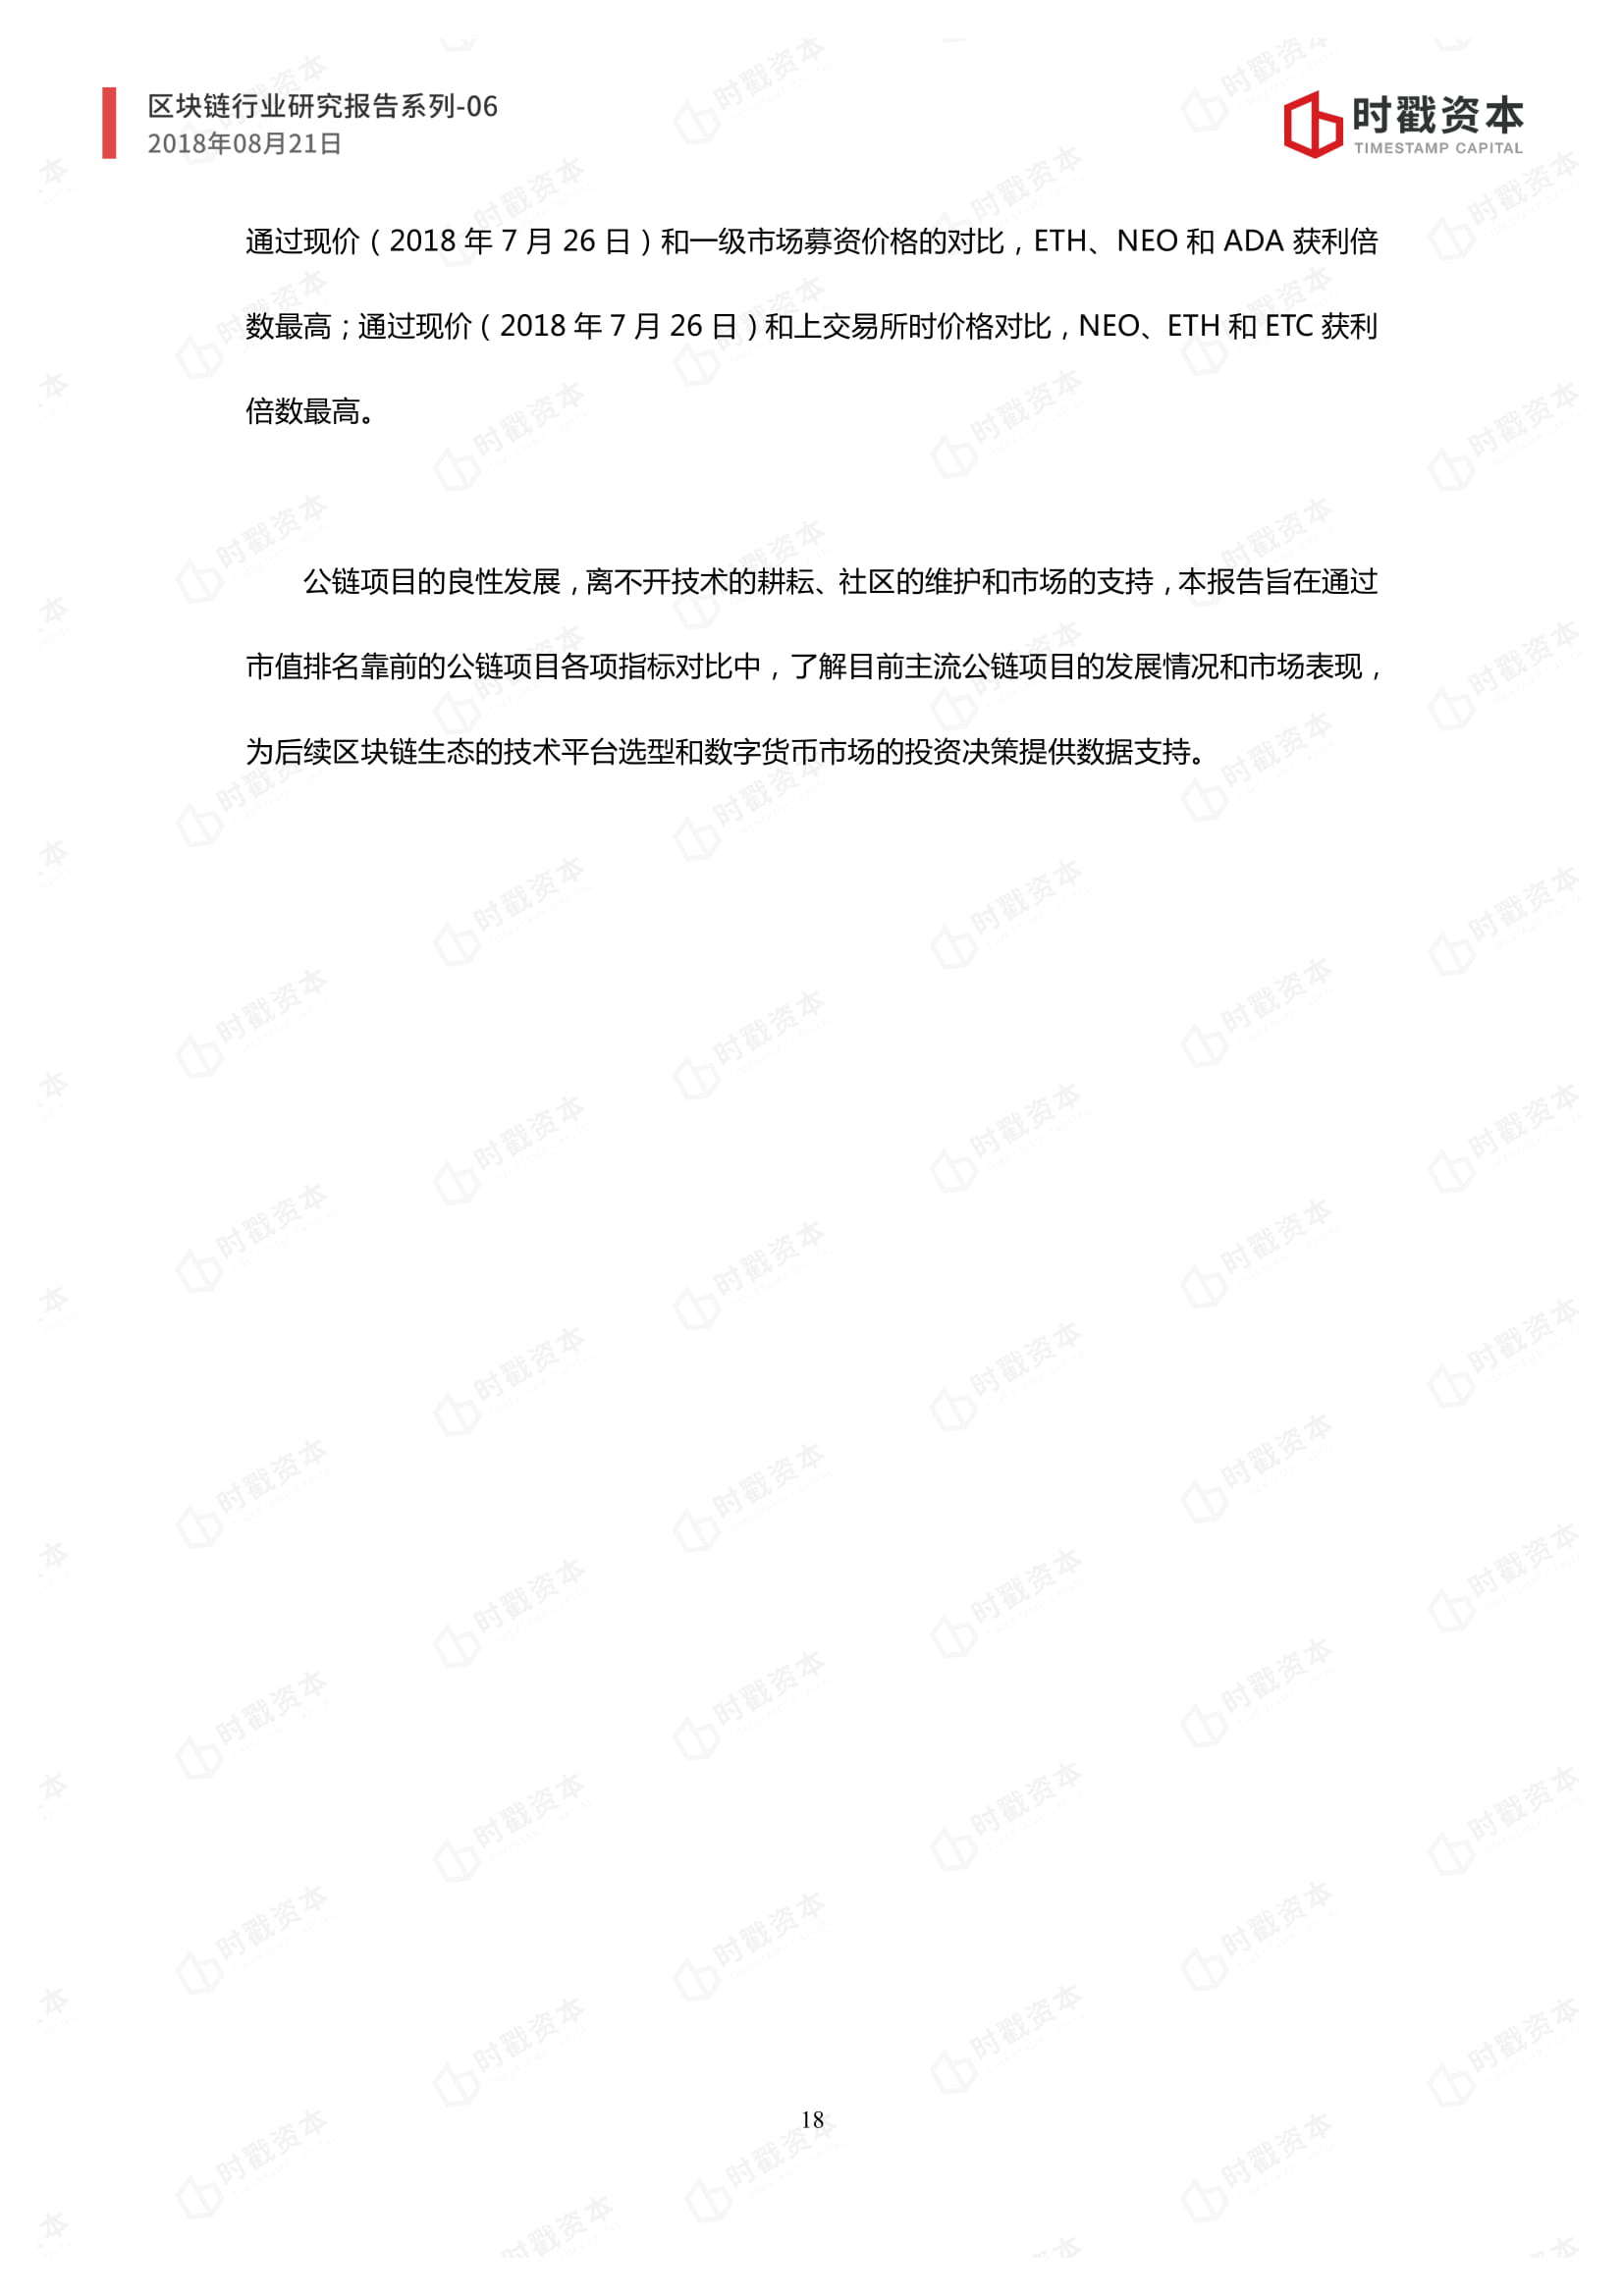 区块链行业研究报告系列-06
2018年08月21日
时戳资本
TIMESTAMP CAPITAL
通过现价（2018 年 7 月 26 日）和一级市场募资价格的对比，ETH、NEO 和 ADA 获利倍
数最高；通过现价（2018 年 7 月 26 日）和上交易所时价格对比，NEO、ETH 和 ETC 获利
倍数最高。
公链项目的良性发展，离不开技术的耕耘、社区的维护和市场的支持，本报告旨在通过
市值排名靠前的公链项目各项指标对比中，了解目前主流公链项目的发展情况和市场表现，
为后续区块链生态的技术平台选型和数字货币市场的投资决策提供数据支持。
18